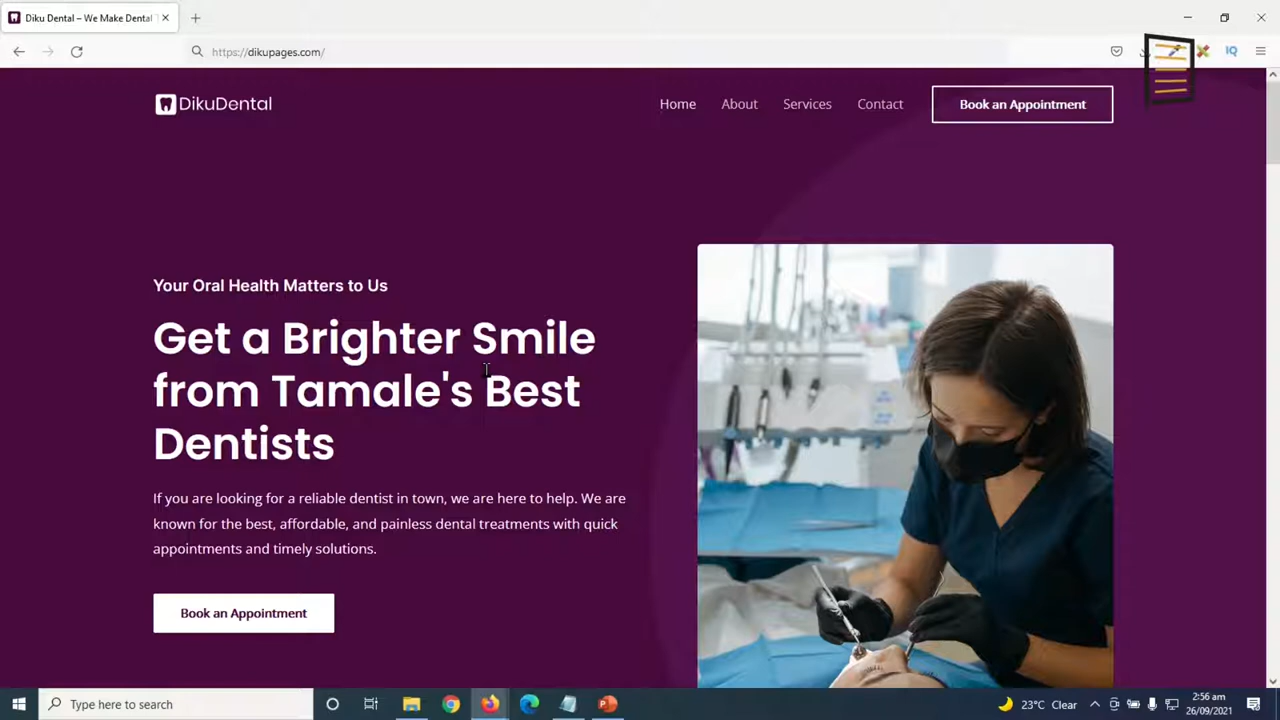 Diku Dental – We Make Dental T
https://dikupages.com/
IQ
DikuDental
Home
About
Services
Contact
Book an Appointment
Your Oral Health Matters to Us
Get a Brighter Smile
from Tamale's Best
Dentists
If you are looking for a reliable dentist in town, we are here to help. We are
known for the best, affordable, and painless dental treatments with quick
appointments and timely solutions.
Book an Appointment
Type here to search
23°C Clear
2:56 am
26/09/2021